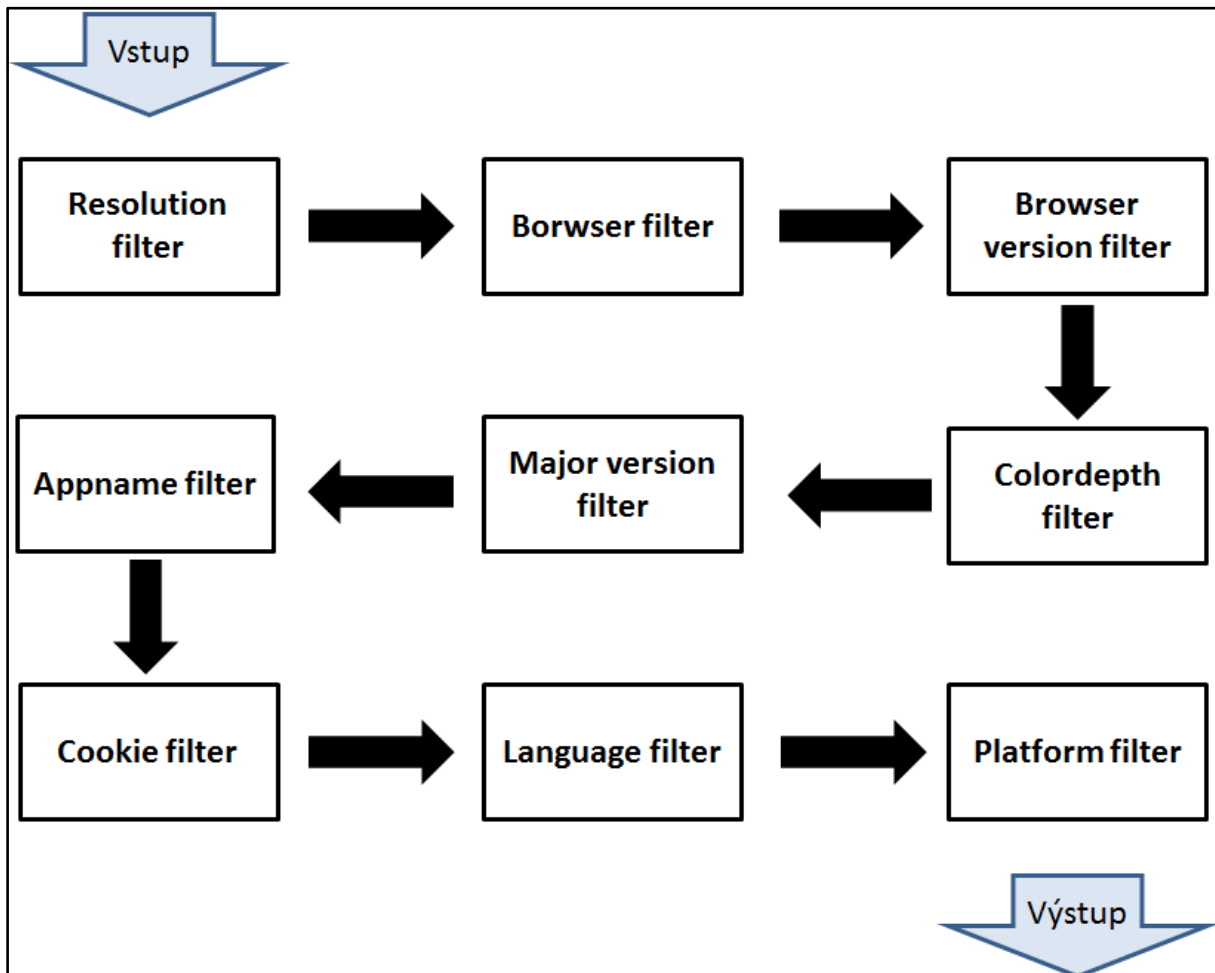 Vstup
Resolution
filter
Borwser filter
Browser
version filter
Colordepth
filter
Major version
filter
Appname filter
Cookie filter
Language filter
Platform filter
Výstup